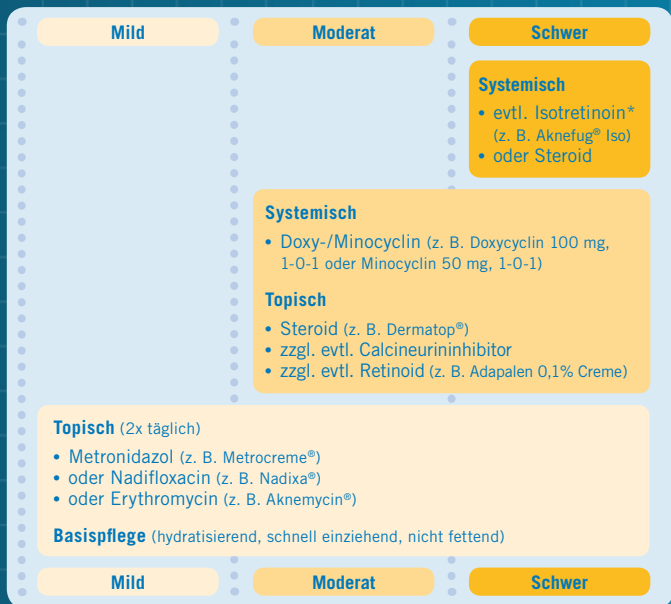 Mild Moderat Schwer
Systemisch
• evtl. Isotretinoin*
(z. B. Aknefug® Iso)
• oder Steroid
Systemisch
• Doxy-/Minocyclin (z. B. Doxycyclin 100 mg,
1-0-1 oder Minocyclin 50 mg, 1-0-1)
Topisch
• Steroid (z. B. Dermatop®)
• zzgl. evtl. Calcineurininhibitor
• zzgl. evtl. Retinoid (z. B. Adapalen 0,1% Creme)
Topisch (2x täglich)
• Metronidazol (z. B. Metrocreme®)
• oder Nadifloxacin (z. B. Nadixa®)
• oder Erythromycin (z. B. Aknemycin®)
Basispflege (hydratisierend, schnell einziehend, nicht fettend)
Mild Moderat Schwer